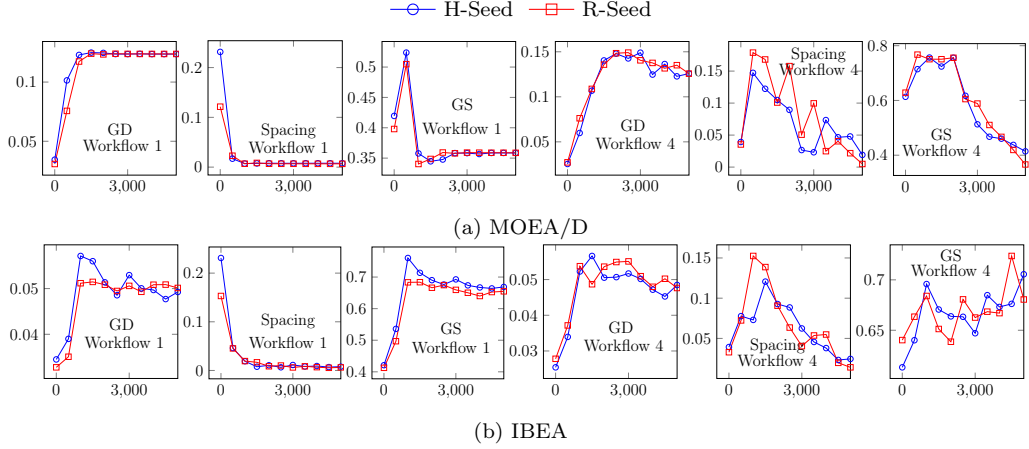 H-Seed R-Seed
0.1
0.05
GD
Workflow 1
0 3,000
0.2
0.1
0
Spacing
Workflow 1
0 3,000
0.5
0.45
0.4
0.35
GS
Workflow 1
0 3,000
0.15
0.1
0.05
GD
Workflow 4
0 3,000
0.15
0.1
0.05
0
Spacing
Workflow 4
0 3,000
0.8
0.6
0.4
GS
Workflow 4
0 3,000
(a) MOEA/D
0.05
0.04
GD
Workflow 1
0 3,000
0.2
0.1
0
Spacing
Workflow 1
0 3,000
0.7
0.6
0.5
0.4
GS
Workflow 1
0 3,000
0.05
0.04
0.03
GD
Workflow 4
0 3,000
0.15
0.1
0.05
Spacing
Workflow 4
0 3,000
0.7
0.65
GS
Workflow 4
0 3,000
(b) IBEA